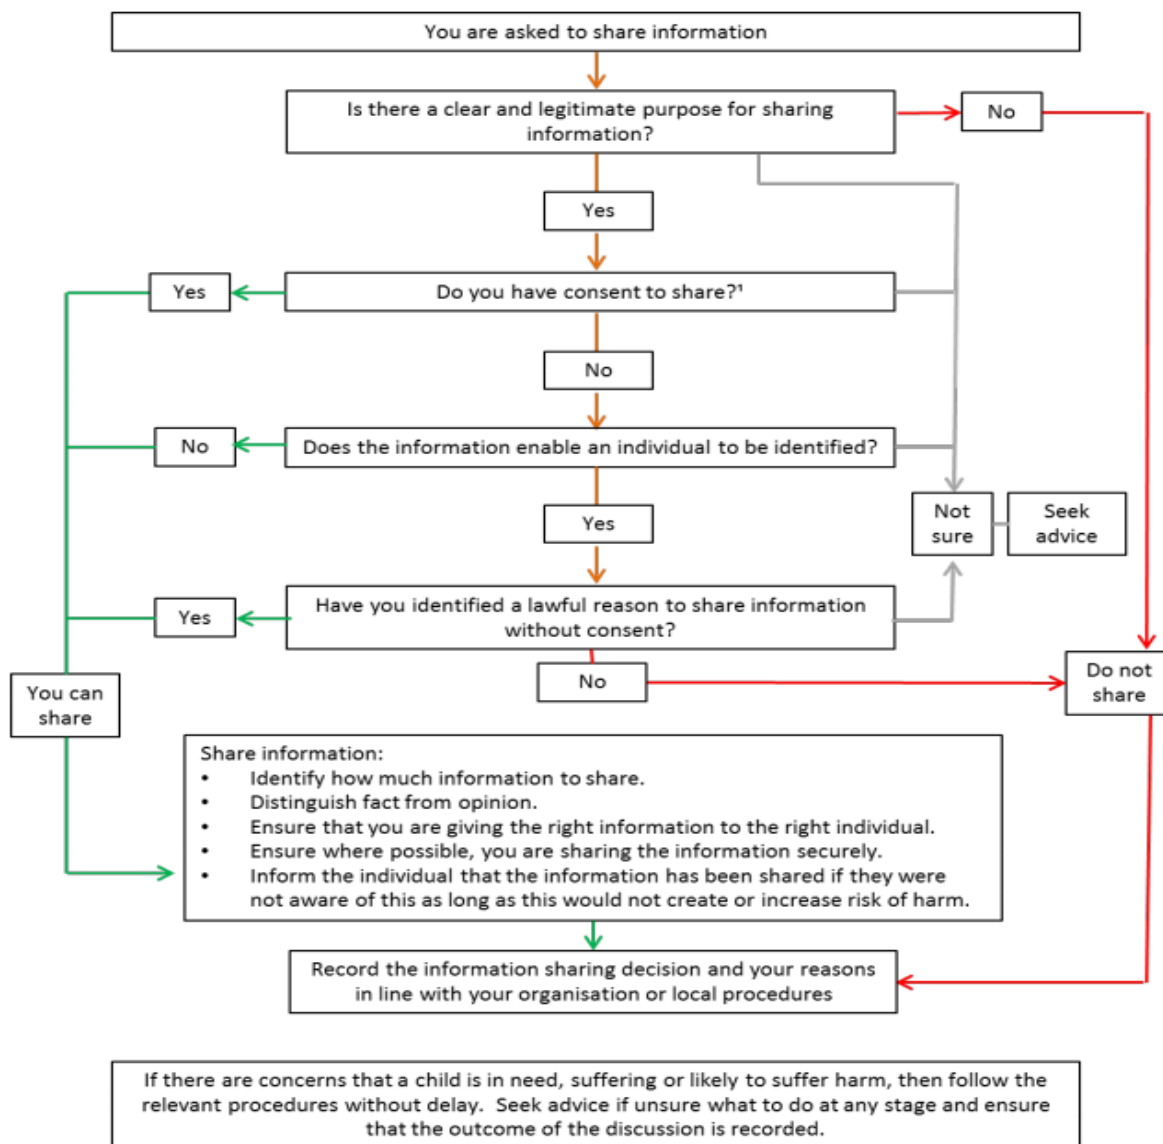 You are asked to share information
Is there a clear and legitimate purpose for sharing
information?
No
Yes
Yes
Do you have consent to share?¹
No
No
Does the information enable an individual to be identified?
Yes
Not
sure
Seek
advice
Yes
Have you identified a lawful reason to share information
without consent?
No
Do not
share
You can
share
Share information:
• Identify how much information to share.
• Distinguish fact from opinion.
• Ensure that you are giving the right information to the right individual.
• Ensure where possible, you are sharing the information securely.
• Inform the individual that the information has been shared if they were
not aware of this as long as this would not create or increase risk of harm.
Record the information sharing decision and your reasons
in line with your organisation or local procedures
If there are concerns that a child is in need, suffering or likely to suffer harm, then follow the
relevant procedures without delay. Seek advice if unsure what to do at any stage and ensure
that the outcome of the discussion is recorded.